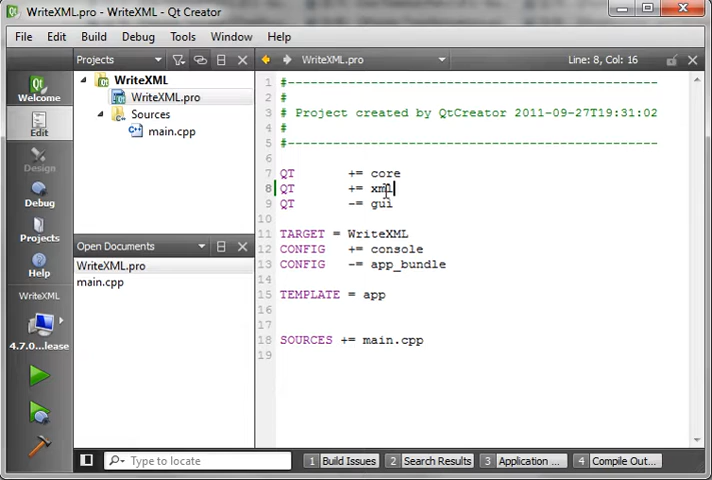 WriteXML.pro - WriteXML - Qt Creator
File Edit Build Debug Tools Window Help
Projects
WriteXML.pro
Line: 8, Col: 16
Welcome
Edit
Design
Debug
Projects
Help
WriteXML
4.7.0...lease
WriteXML
WriteXML.pro
Sources
main.cpp
Open Documents
WriteXML.pro
main.cpp
1 #---------------------------------------------------
2 #
3 # Project created by QtCreator 2011-09-27T19:31:02
4 #
5 #---------------------------------------------------
6
7 QT += core
8 QT += xml
9 QT -= gui
10
11 TARGET = WriteXML
12 CONFIG += console
13 CONFIG -= app_bundle
14
15 TEMPLATE = app
16
17
18 SOURCES += main.cpp
19
Type to locate
1 Build Issues
2 Search Results
3 Application ...
4 Compile Out...